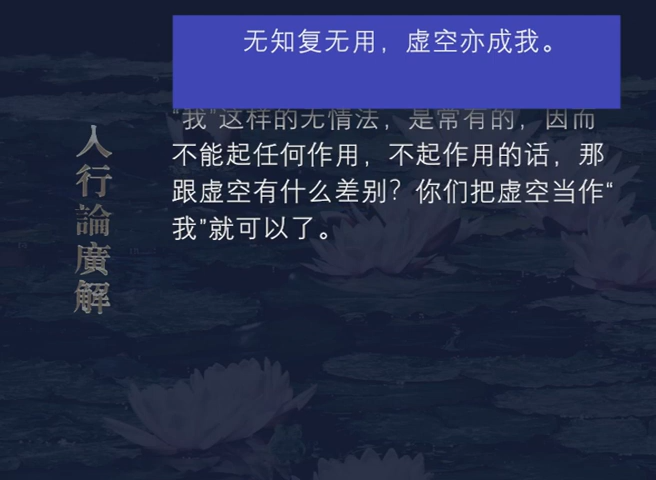 无知复无用，虚空亦成我。
“我”这样的无情法，是常有的，因而
不能起任何作用，不起作用的话，那
跟虚空有什么差别？你们把虚空当作“
我”就可以了。
入行論廣解